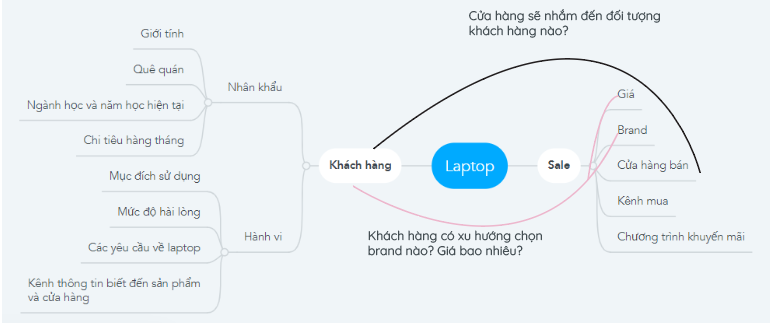 Cửa hàng sẽ nhắm đến đối tượng
khách hàng nào?
Giới tính
Quê quán
Ngành học và năm học hiện tại
Chi tiêu hàng tháng
Nhân khẩu
Mục đích sử dụng
Mức độ hài lòng
Các yêu cầu về laptop
Kênh thông tin biết đến sản phẩm
và cửa hàng
Hành vi
Khách hàng
Laptop
Sale
Giá
Brand
Cửa hàng bán
Kênh mua
Chương trình khuyến mãi
Khách hàng có xu hướng chọn
brand nào? Giá bao nhiêu?